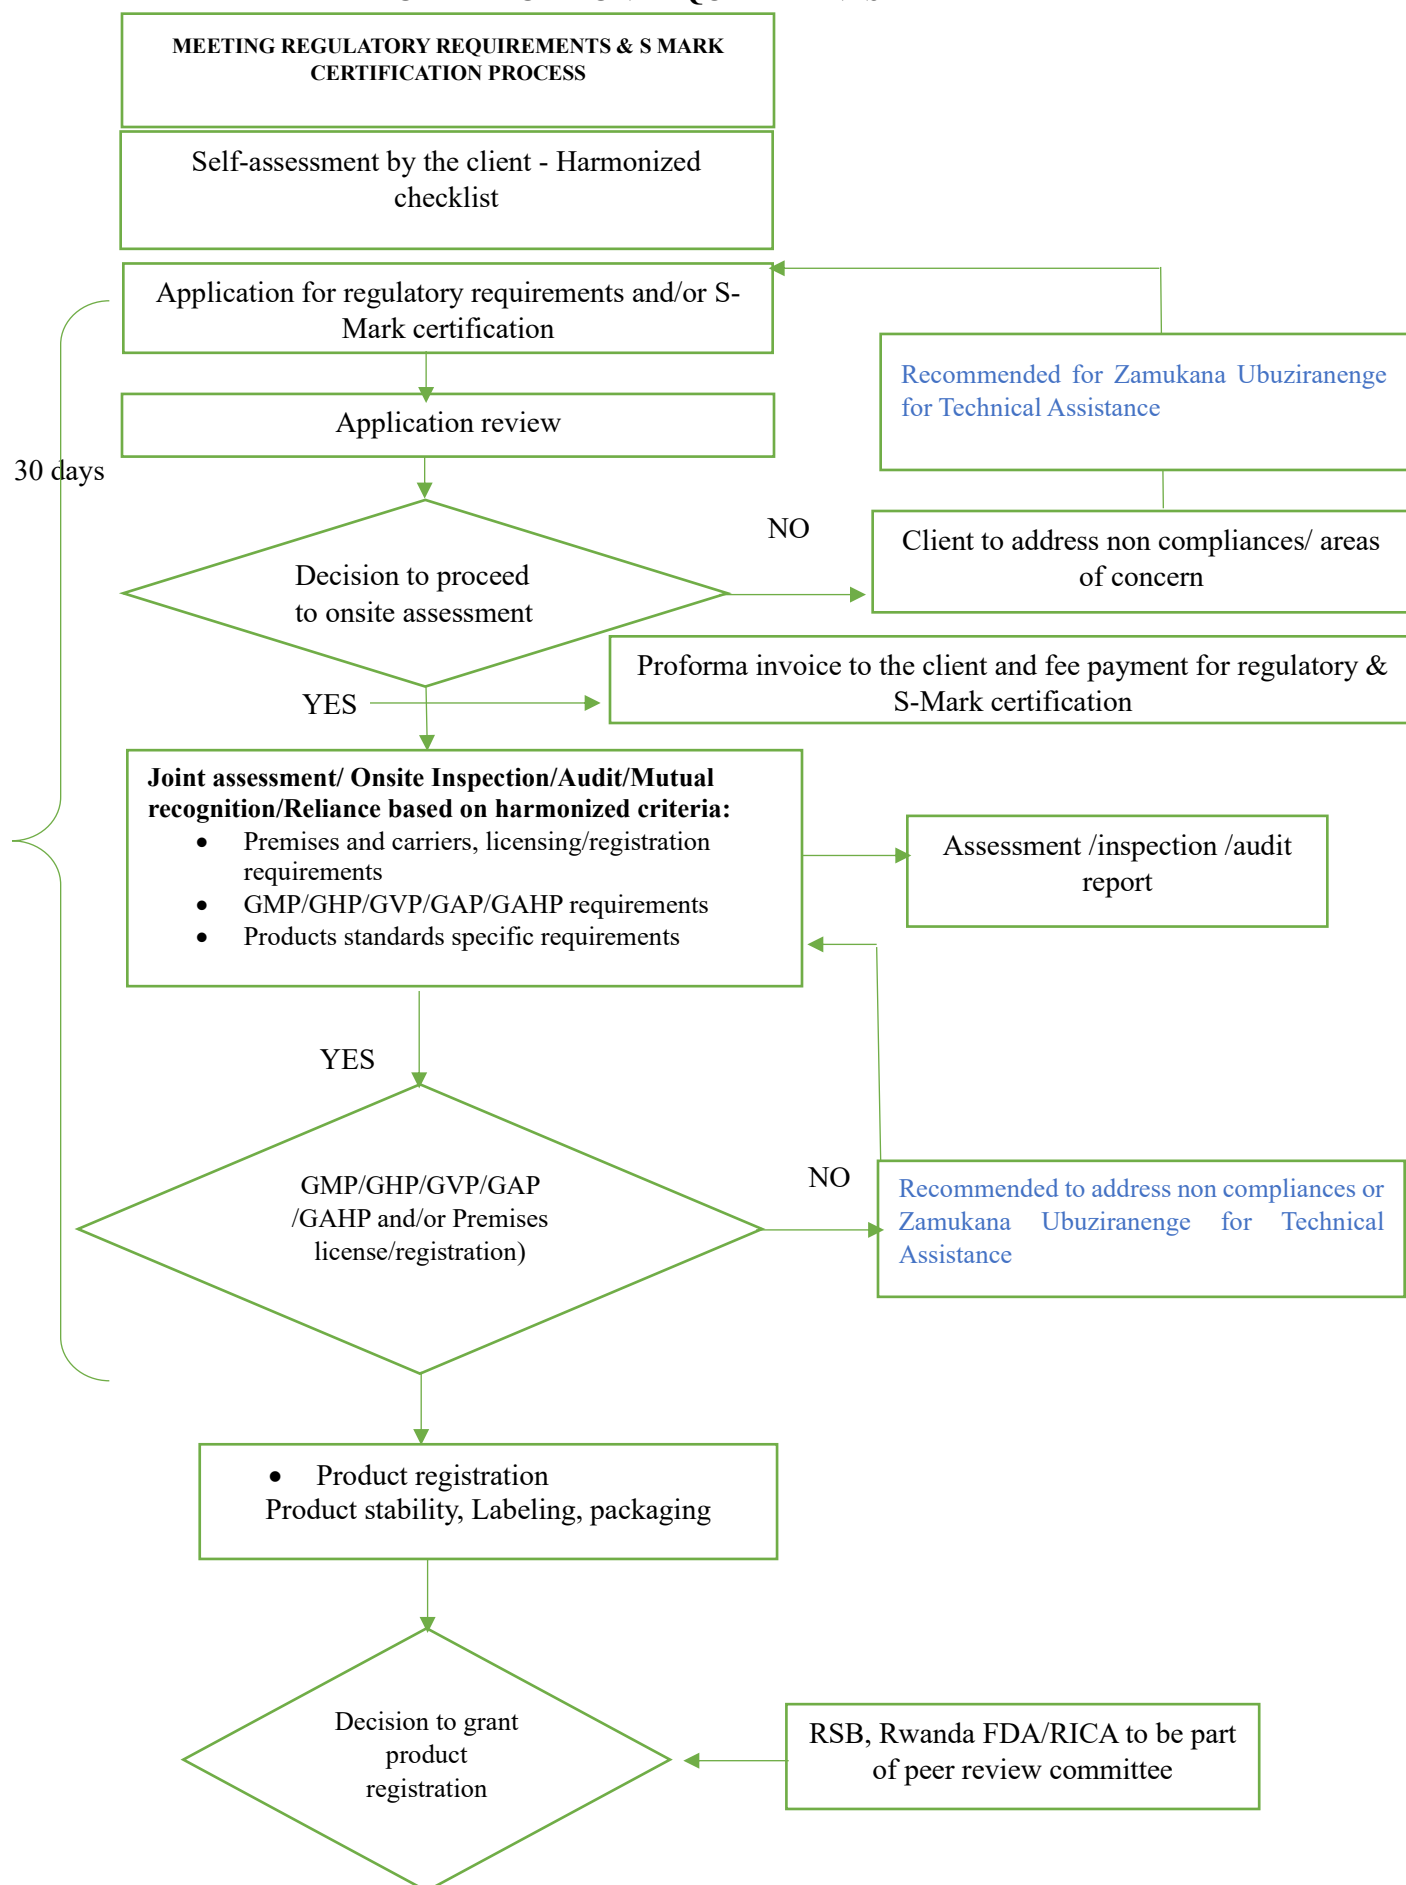 MEETING REGULATORY REQUIREMENTS & S MARK
CERTIFICATION PROCESS
Self-assessment by the client - Harmonized
checklist
Application for regulatory requirements and/or S-
Mark certification
Recommended for Zamukana Ubuziranenge
for Technical Assistance
Application review
30 days
NO
Client to address non compliances/ areas
of concern
Decision to proceed
to onsite assessment
Proforma invoice to the client and fee payment for regulatory &
S-Mark certification
YES
Joint assessment/ Onsite Inspection/Audit/Mutual
recognition/Reliance based on harmonized criteria:
• Premises and carriers, licensing/registration
requirements
• GMP/GHP/GVP/GAP/GAHP requirements
• Products standards specific requirements
Assessment /inspection /audit
report
YES
NO
GMP/GHP/GVP/GAP
/GAHP and/or Premises
license/registration)
Recommended to address non compliances or
Zamukana Ubuziranenge for Technical
Assistance
• Product registration
Product stability, Labeling, packaging
Decision to grant
product
registration
RSB, Rwanda FDA/RICA to be part
of peer review committee